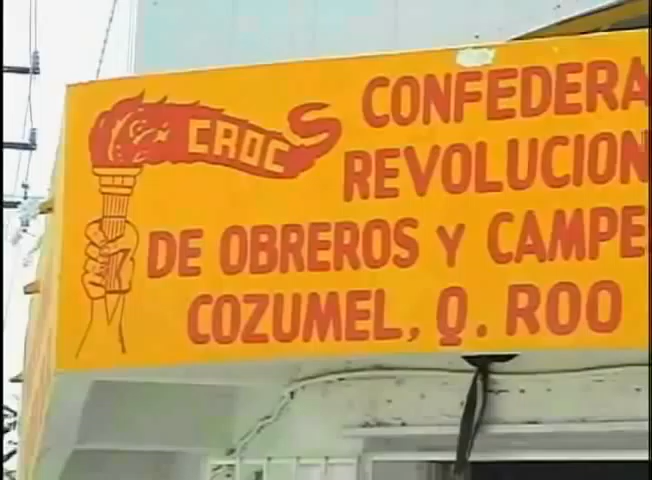 CROC
CONFEDERA
REVOLUCION
DE OBREROS Y CAMPE
COZUMEL, Q. ROO